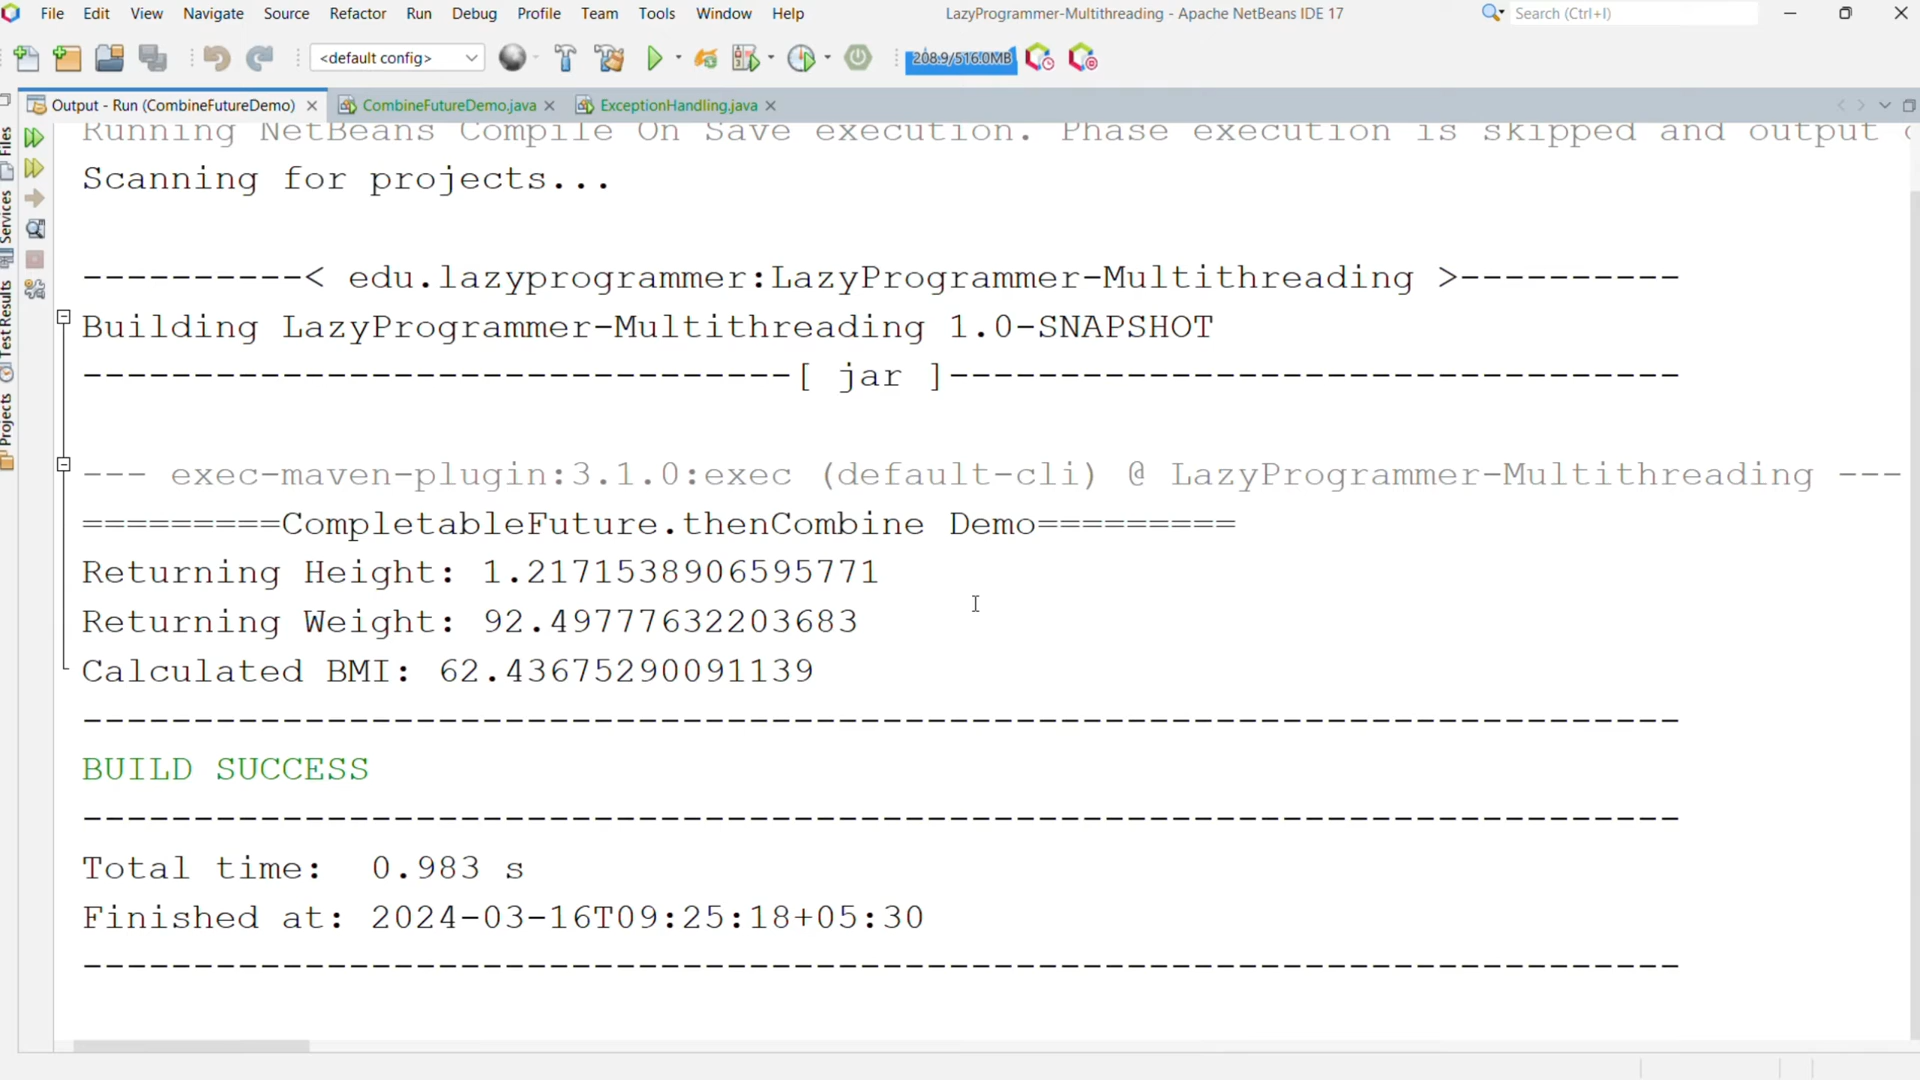 File Edit View Navigate Source Refactor Run Debug Profile Team Tools Window Help LazyProgrammer-Multithreading - Apache NetBeans IDE 17 Search (Ctrl+I)
<default config> 208.9/516.0MB
Output - Run (CombineFutureDemo) CombineFutureDemo.java ExceptionHandling.java
Files
Services
Test Results
Projects
Running NetBeans Compile On Save execution. Phase execution is skipped and output
Scanning for projects...
----------< edu.lazyprogrammer:LazyProgrammer-Multithreading >----------
Building LazyProgrammer-Multithreading 1.0-SNAPSHOT
--------------------------------[ jar ]---------------------------------
--- exec-maven-plugin:3.1.0:exec (default-cli) @ LazyProgrammer-Multithreading ---
=========CompletableFuture.thenCombine Demo=========
Returning Height: 1.2171538906595771
Returning Weight: 92.49777632203683
Calculated BMI: 62.43675290091139
------------------------------------------------------------------------
BUILD SUCCESS
------------------------------------------------------------------------
Total time:  0.983 s
Finished at: 2024-03-16T09:25:18+05:30
------------------------------------------------------------------------